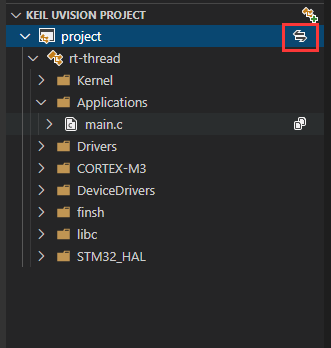 KEIL UVISION PROJECT
project
rt-thread
Kernel
Applications
main.c
Drivers
CORTEX-M3
DeviceDrivers
finsh
libc
STM32_HAL